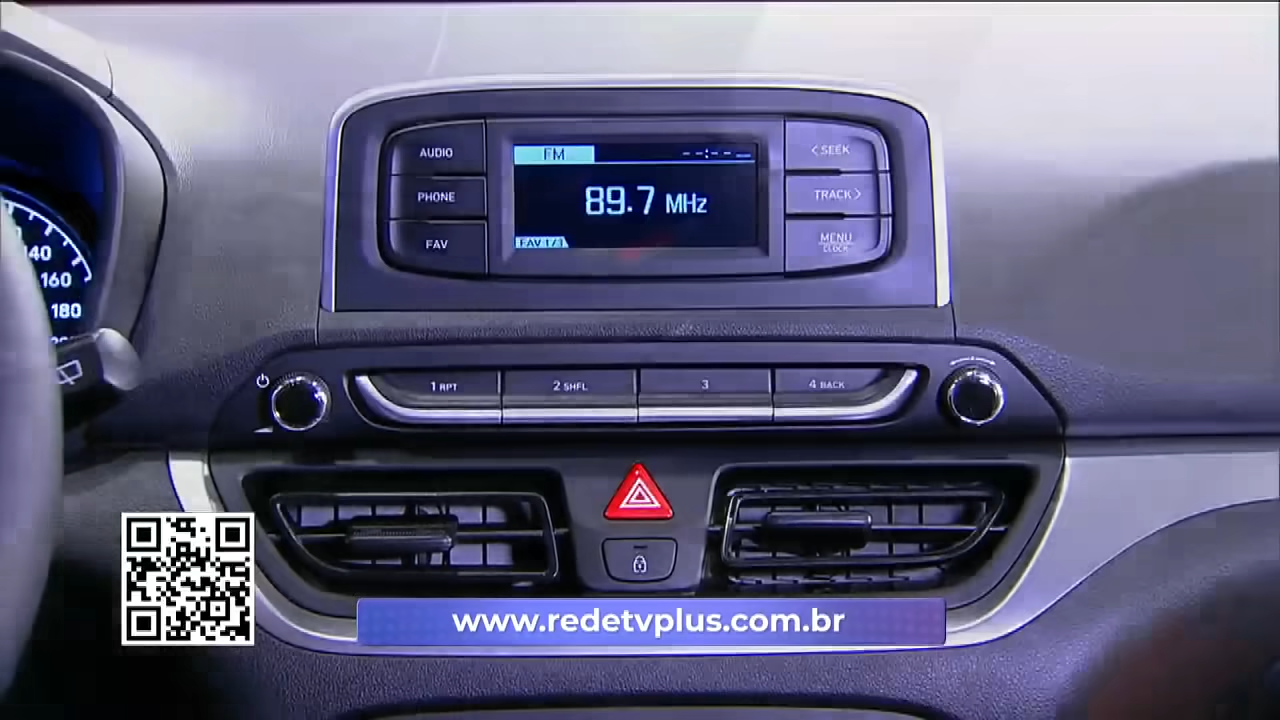 AUDIO
PHONE
FAV
FM
--:--
89.7 MHz
FAV 1/1
<SEEK
TRACK>
MENU
CLOCK
140
160
180
1 RPT
2 SHFL
3
4 BACK
www.redetvplus.com.br